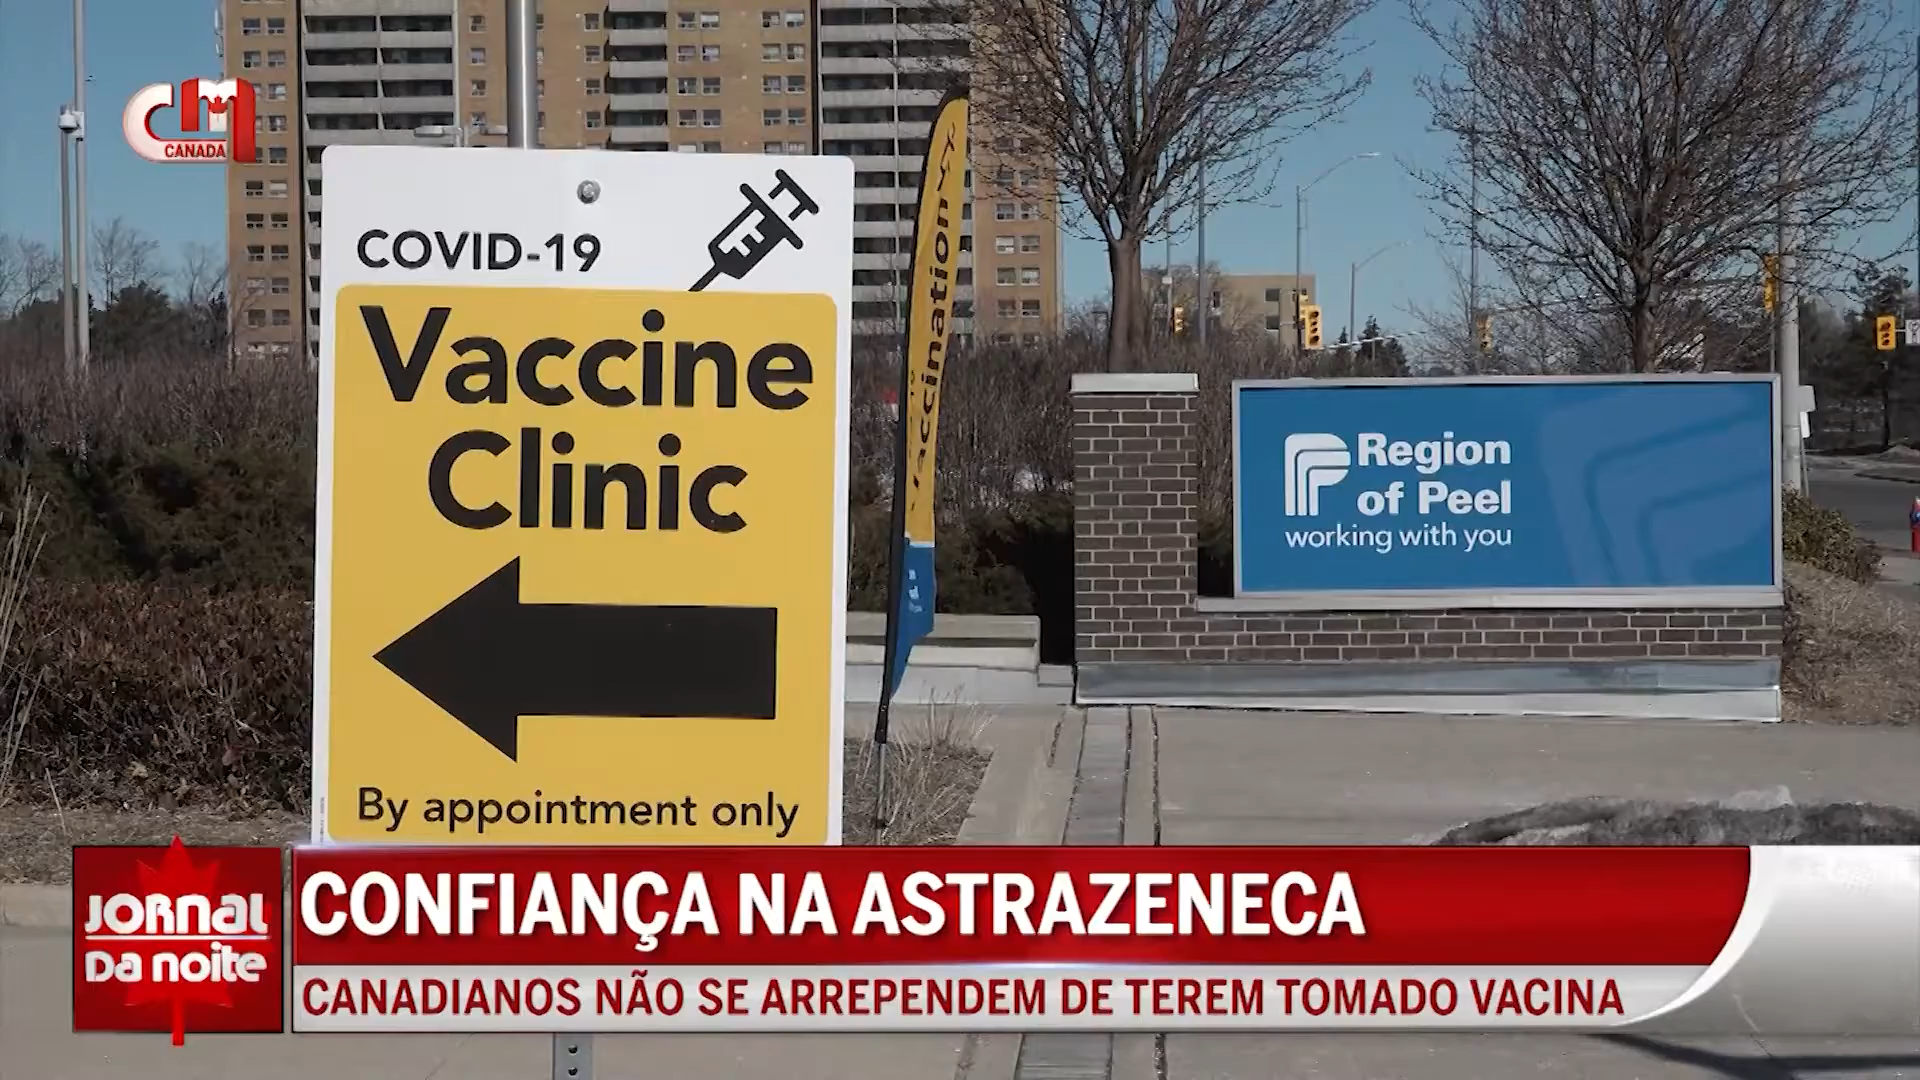 CM
CANADA
COVID-19
Vaccine
Clinic
By appointment only
Vaccination
Region
of Peel
working with you
JORNAL
DA NOITE
CONFIANÇA NA ASTRAZENECA
CANADIANOS NÃO SE ARREPENDEM DE TEREM TOMADO VACINA